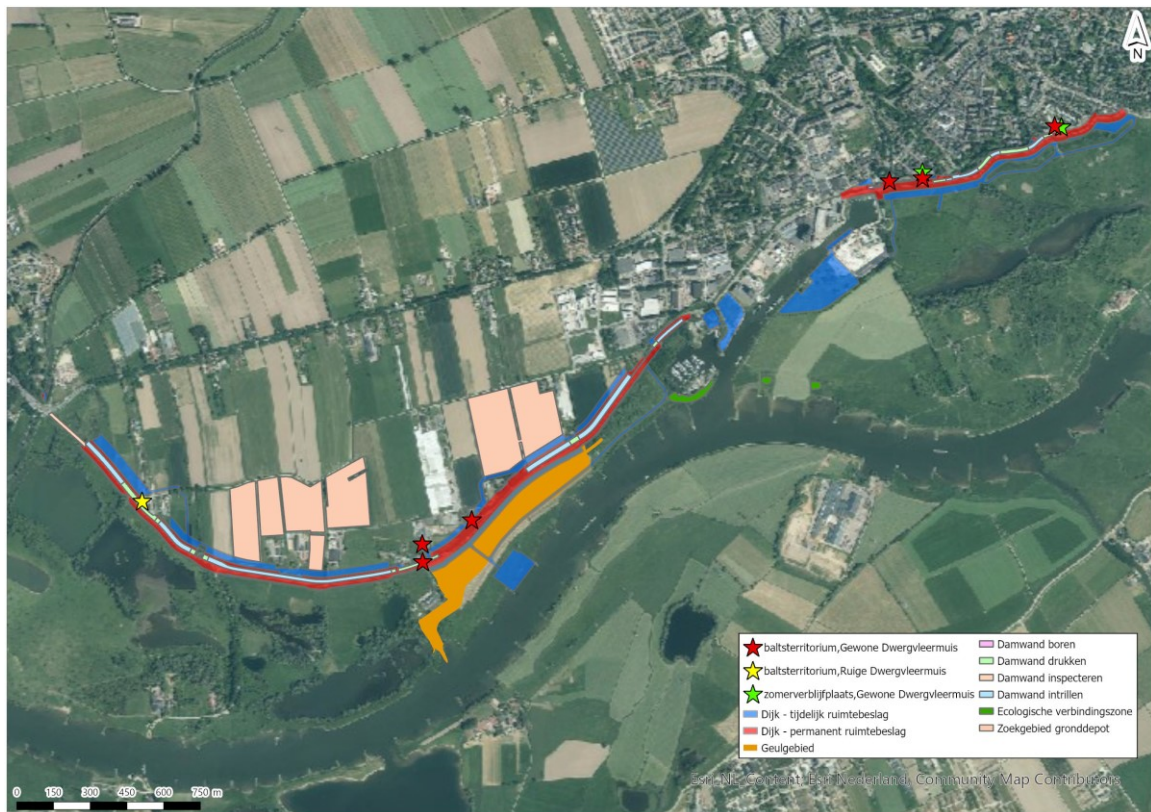 N
baltsterritorium,Gewone Dwergvleermuis
baltsterritorium,Ruige Dwergvleermuis
zomerverblijfplaats,Gewone Dwergvleermuis
Dijk - tijdelijk ruimtebeslag
Dijk - permanent ruimtebeslag
Geulgebied
Damwand boren
Damwand drukken
Damwand inspecteren
Damwand intrillen
Ecologische verbindingszone
Zoekgebied gronddepot
Esri NL Content, Esri Nederland, Community Map Contributors
0 150 300 450 600 750 m